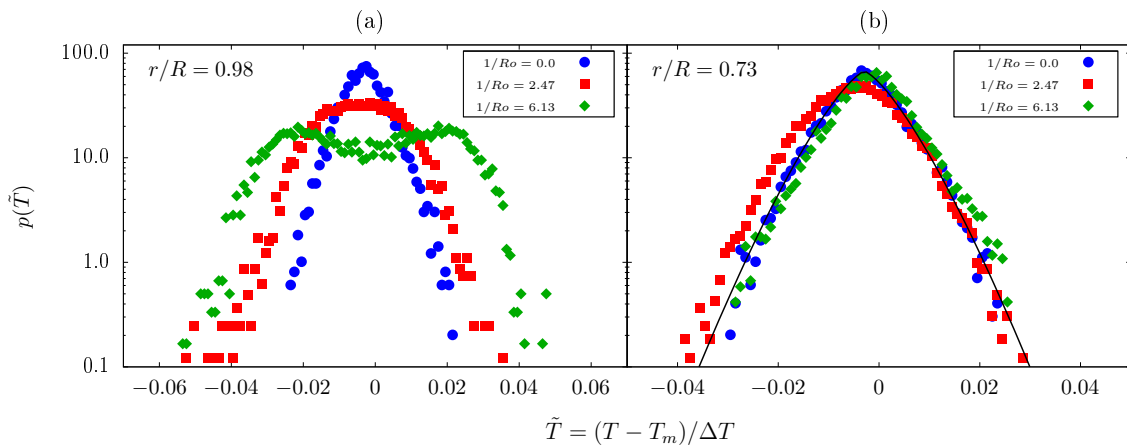 (a)
(b)
r/R = 0.98
1/Ro = 0.0
1/Ro = 2.47
1/Ro = 6.13
r/R = 0.73
1/Ro = 0.0
1/Ro = 2.47
1/Ro = 6.13
100.0
10.0
1.0
0.1
p(T̃)
−0.06 −0.04 −0.02 0 0.02 0.04 0.06
−0.04 −0.02 0 0.02 0.04
T̃ = (T − Tₘ)/ΔT